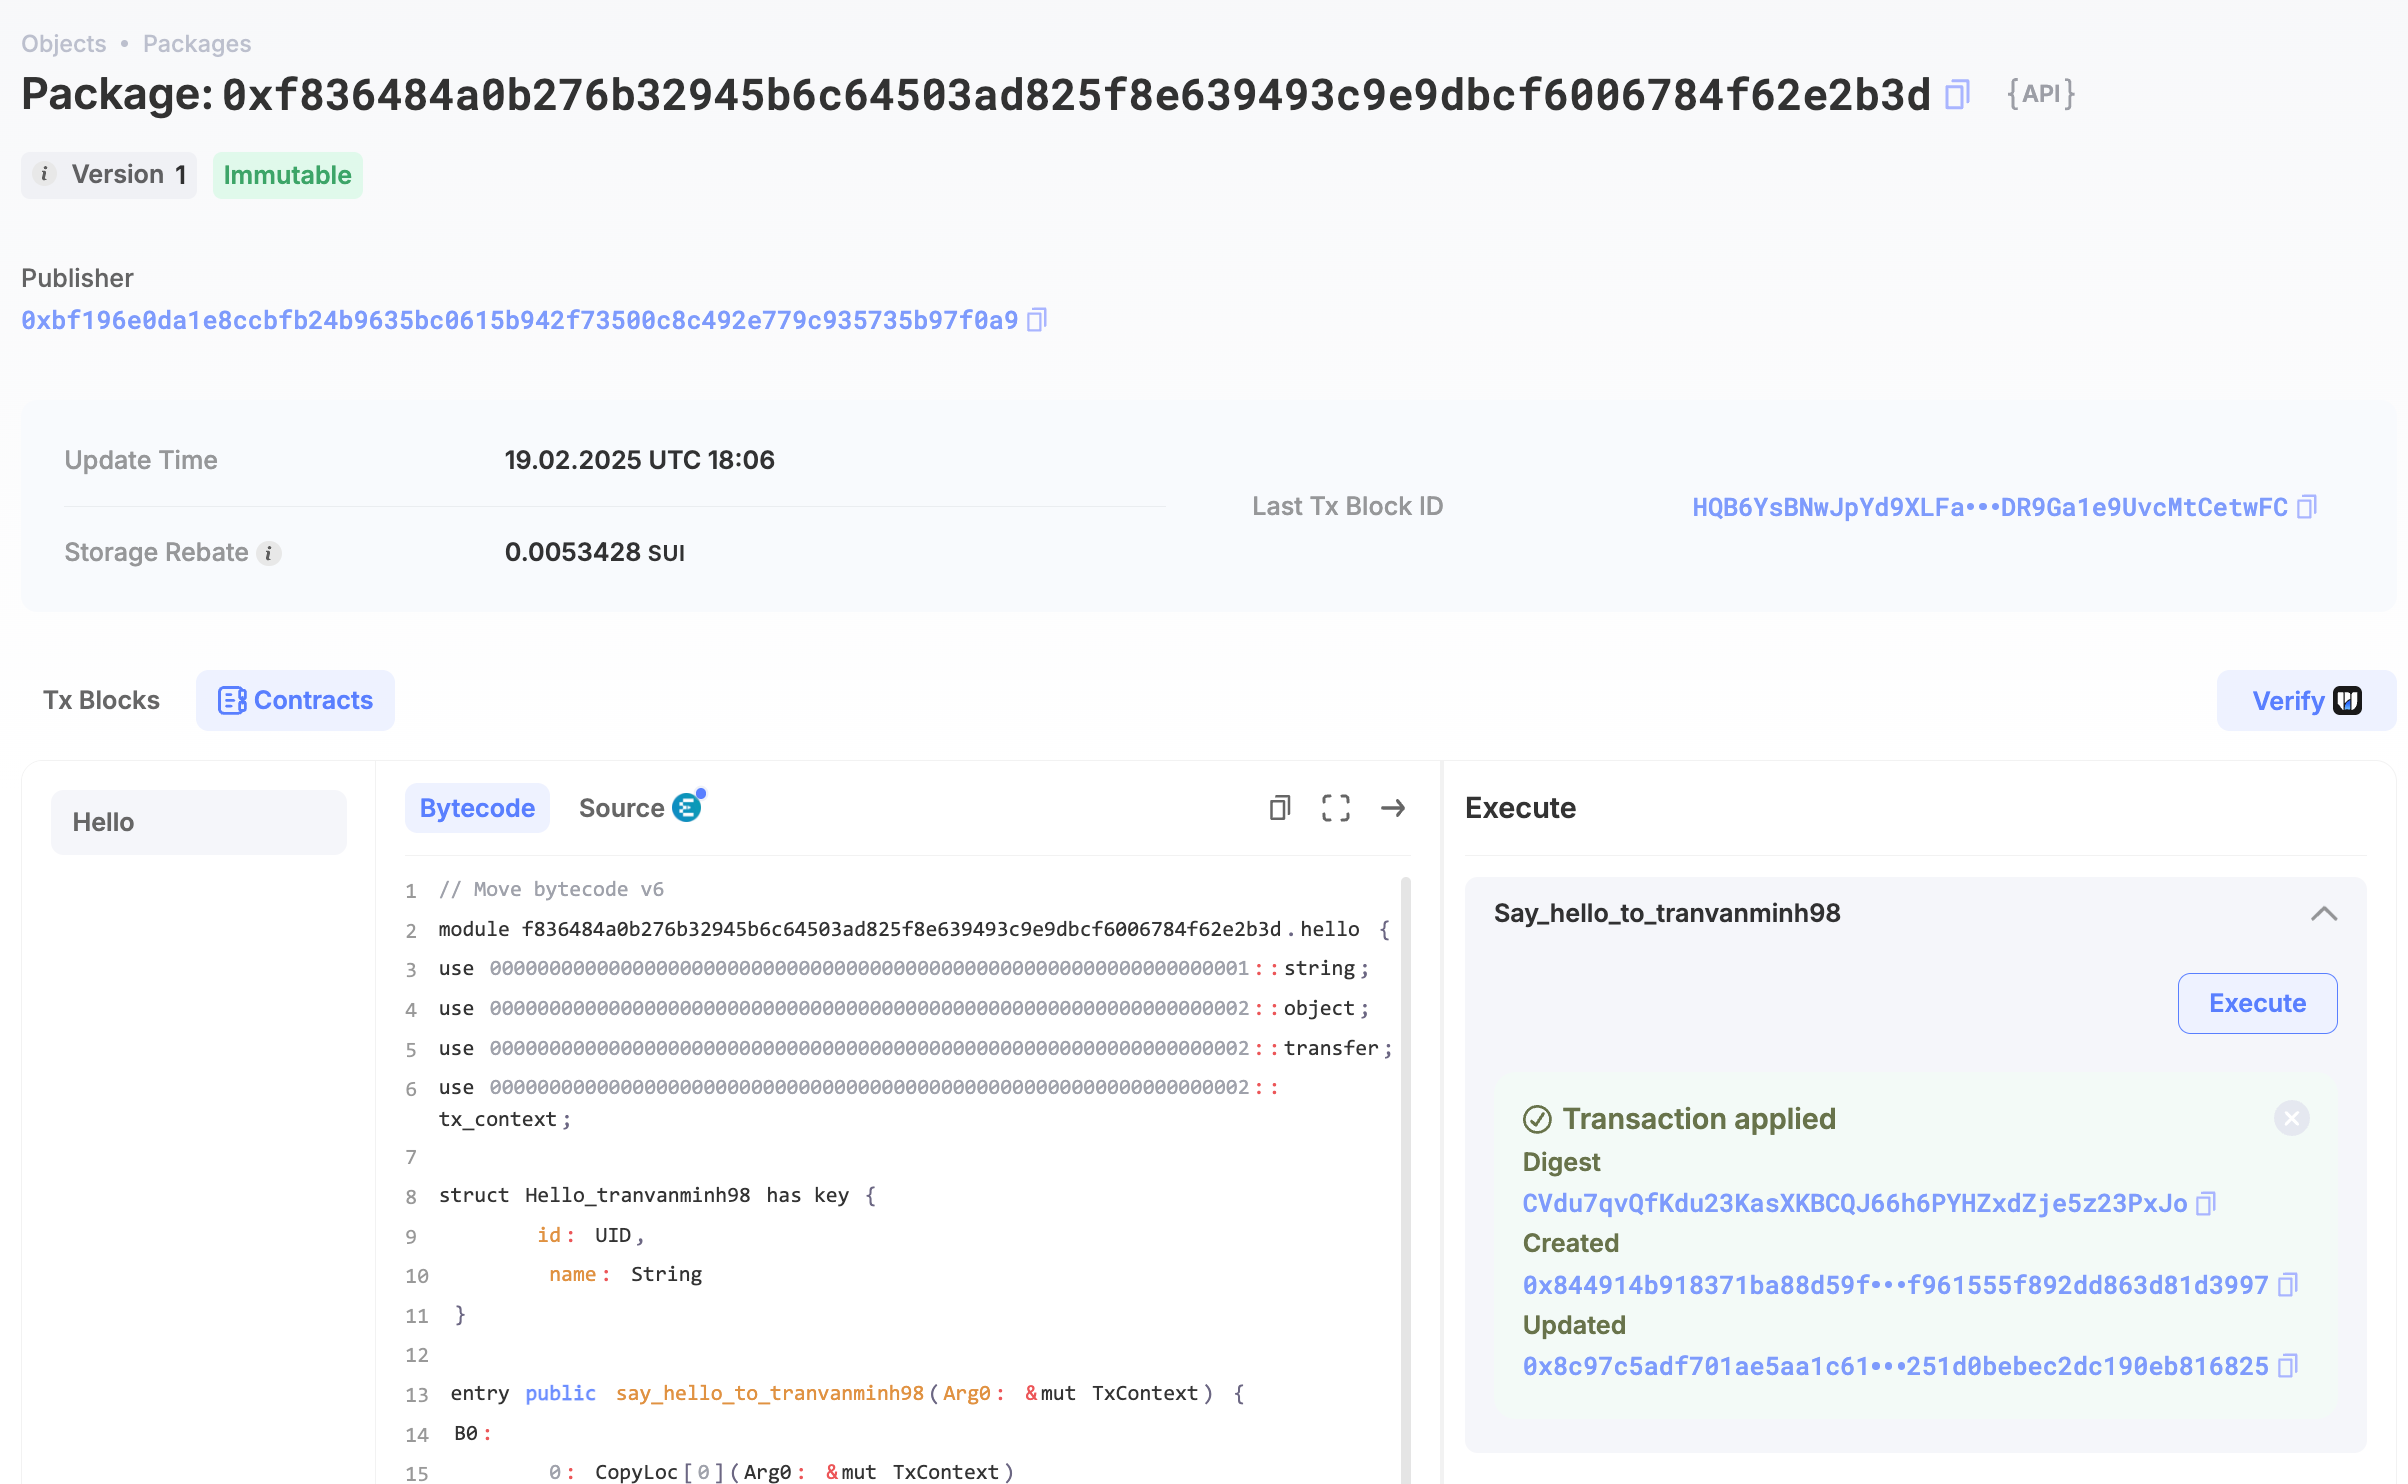 Objects • Packages
Package: 0xf836484a0b276b32945b6c64503ad825f8e639493c9e9dbcf6006784f62e2b3d {API}
i Version 1 Immutable
Publisher
0xbf196e0da1e8ccbfb24b9635bc0615b942f73500c8c492e779c935735b97f0a9
Update Time 19.02.2025 UTC 18:06
Storage Rebate i 0.0053428 SUI
Last Tx Block ID HQB6YsBNwJpYd9XLFa•••DR9Ga1e9UvcMtCetwFC
Tx Blocks Contracts Verify
Hello
Bytecode Source
1 // Move bytecode v6
2 module f836484a0b276b32945b6c64503ad825f8e639493c9e9dbcf6006784f62e2b3d.hello {
3 use 0000000000000000000000000000000000000000000000000000000000000001::string;
4 use 0000000000000000000000000000000000000000000000000000000000000002::object;
5 use 0000000000000000000000000000000000000000000000000000000000000002::transfer;
6 use 0000000000000000000000000000000000000000000000000000000000000002::
tx_context;
7
8 struct Hello_tranvanminh98 has key {
9 id: UID,
10 name: String
11 }
12
13 entry public say_hello_to_tranvanminh98(Arg0: &mut TxContext) {
14 B0:
15 0: CopyLoc[0](Arg0: &mut TxContext)
Execute
Say_hello_to_tranvanminh98
Execute
Transaction applied
Digest
CVdu7qvQfKdu23KasXKBCQJ66h6PYHZxdZje5z23PxJo
Created
0x844914b918371ba88d59f•••f961555f892dd863d81d3997
Updated
0x8c97c5adf701ae5aa1c61•••251d0bebec2dc190eb816825